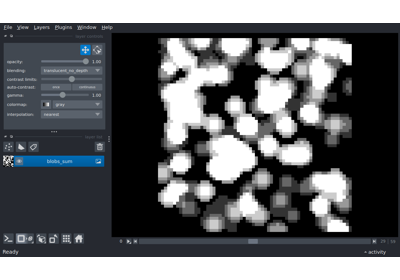 File View Layers Plugins Window Help
opacity: 1.00
blending: translucent_no_depth
contrast limits:
auto-contrast: once continuous
gamma: 1.00
colormap: gray
interpolation: nearest
blobs_sum
Ready activity